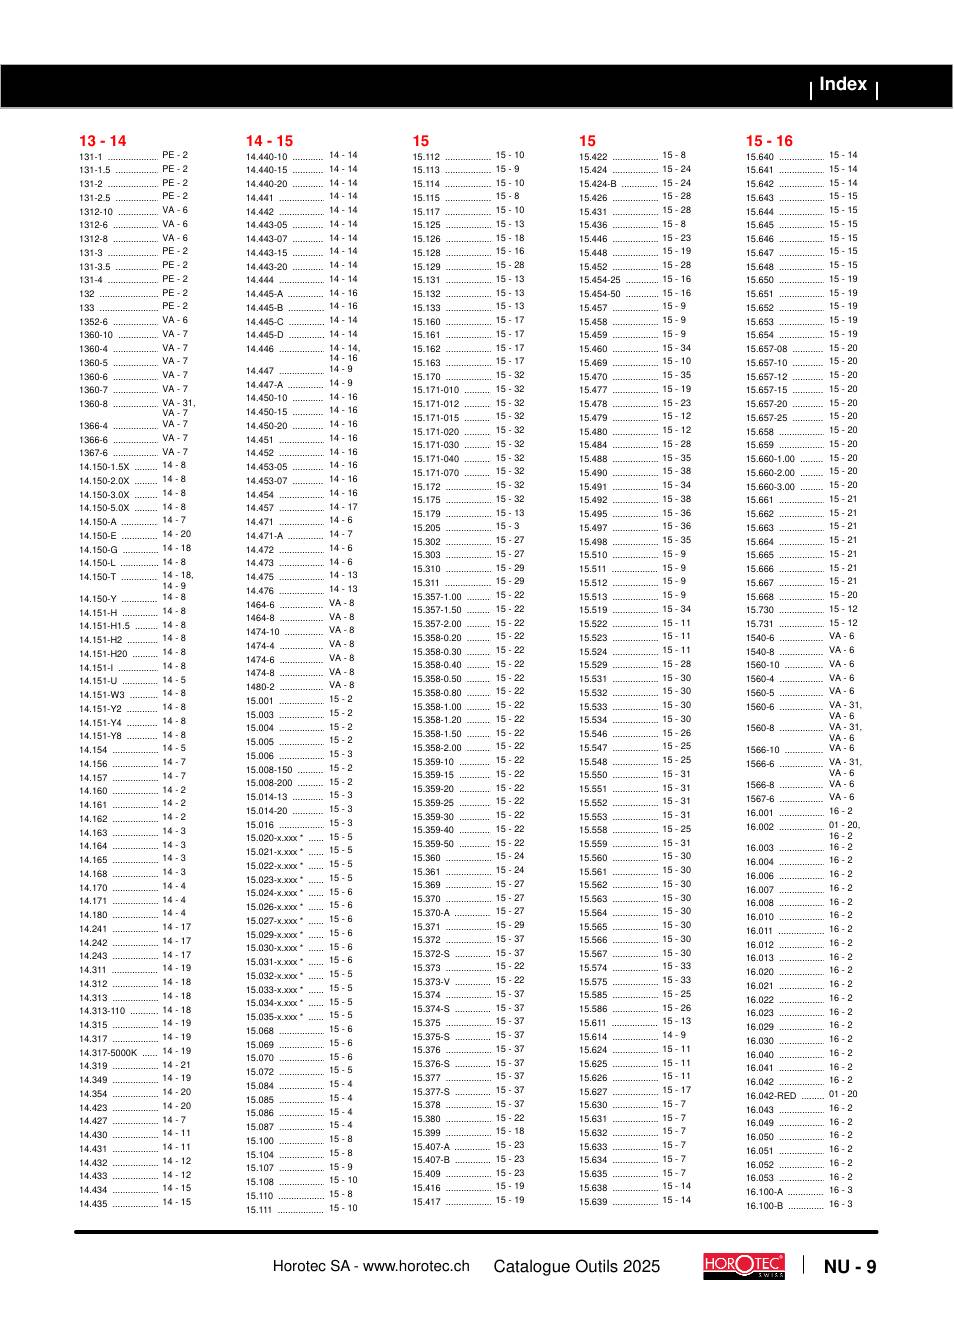 Index
13 - 14
131-1 .................. PE - 2
131-1.5 ............... PE - 2
131-2 .................. PE - 2
131-2.5 ............... PE - 2
1312-10 .............. VA - 6
1312-6 ................ VA - 6
1312-8 ................ VA - 6
131-3 .................. PE - 2
131-3.5 ............... PE - 2
131-4 .................. PE - 2
132 ..................... PE - 2
133 ..................... PE - 2
1352-6 ................ VA - 6
1360-10 .............. VA - 7
1360-4 ................ VA - 7
1360-5 ................ VA - 7
1360-6 ................ VA - 7
1360-7 ................ VA - 7
1360-8 ................ VA - 31,
VA - 7
1366-4 ................ VA - 7
1366-6 ................ VA - 7
1367-6 ................ VA - 7
14.150-1.5X ........ 14 - 8
14.150-2.0X ........ 14 - 8
14.150-3.0X ........ 14 - 8
14.150-5.0X ........ 14 - 8
14.150-A ............. 14 - 7
14.150-E ............. 14 - 20
14.150-G ............. 14 - 18
14.150-L ............. 14 - 8
14.150-T ............. 14 - 18,
14 - 9
14.150-Y ............. 14 - 8
14.151-H ............. 14 - 8
14.151-H1.5 ........ 14 - 8
14.151-H2 ........... 14 - 8
14.151-H20 ......... 14 - 8
14.151-I .............. 14 - 8
14.151-U ............. 14 - 5
14.151-W3 .......... 14 - 8
14.151-Y2 ........... 14 - 8
14.151-Y4 ........... 14 - 8
14.151-Y8 ........... 14 - 8
14.154 ................ 14 - 5
14.156 ................ 14 - 7
14.157 ................ 14 - 7
14.160 ................ 14 - 2
14.161 ................ 14 - 2
14.162 ................ 14 - 2
14.163 ................ 14 - 3
14.164 ................ 14 - 3
14.165 ................ 14 - 3
14.168 ................ 14 - 3
14.170 ................ 14 - 4
14.171 ................ 14 - 4
14.180 ................ 14 - 4
14.241 ................ 14 - 17
14.242 ................ 14 - 17
14.243 ................ 14 - 17
14.311 ................ 14 - 19
14.312 ................ 14 - 18
14.313 ................ 14 - 18
14.313-110 .......... 14 - 18
14.315 ................ 14 - 19
14.317 ................ 14 - 19
14.317-5000K ...... 14 - 19
14.319 ................ 14 - 21
14.349 ................ 14 - 19
14.354 ................ 14 - 20
14.423 ................ 14 - 20
14.427 ................ 14 - 7
14.430 ................ 14 - 11
14.431 ................ 14 - 11
14.432 ................ 14 - 12
14.433 ................ 14 - 12
14.434 ................ 14 - 15
14.435 ................ 14 - 15
14 - 15
14.440-10 ........... 14 - 14
14.440-15 ........... 14 - 14
14.440-20 ........... 14 - 14
14.441 ................ 14 - 14
14.442 ................ 14 - 14
14.443-05 ........... 14 - 14
14.443-07 ........... 14 - 14
14.443-15 ........... 14 - 14
14.443-20 ........... 14 - 14
14.444 ................ 14 - 14
14.445-A ............. 14 - 16
14.445-B ............. 14 - 16
14.445-C ............. 14 - 14
14.445-D ............. 14 - 14
14.446 ................ 14 - 14,
14 - 16
14.447 ................ 14 - 9
14.447-A ............. 14 - 9
14.450-10 ........... 14 - 16
14.450-15 ........... 14 - 16
14.450-20 ........... 14 - 16
14.451 ................ 14 - 16
14.452 ................ 14 - 16
14.453-05 ........... 14 - 16
14.453-07 ........... 14 - 16
14.454 ................ 14 - 16
14.457 ................ 14 - 17
14.471 ................ 14 - 6
14.471-A ............. 14 - 7
14.472 ................ 14 - 6
14.473 ................ 14 - 6
14.475 ................ 14 - 13
14.476 ................ 14 - 13
1464-6 ................ VA - 8
1464-8 ................ VA - 8
1474-10 .............. VA - 8
1474-4 ................ VA - 8
1474-6 ................ VA - 8
1474-8 ................ VA - 8
1480-2 ................ VA - 8
15.001 ................ 15 - 2
15.003 ................ 15 - 2
15.004 ................ 15 - 2
15.005 ................ 15 - 2
15.006 ................ 15 - 3
15.008-150 ......... 15 - 2
15.008-200 ......... 15 - 2
15.014-13 ........... 15 - 3
15.014-20 ........... 15 - 3
15.016 ................ 15 - 3
15.020-x.xxx * ...... 15 - 5
15.021-x.xxx * ...... 15 - 5
15.022-x.xxx * ...... 15 - 5
15.023-x.xxx * ...... 15 - 5
15.024-x.xxx * ...... 15 - 6
15.026-x.xxx * ...... 15 - 6
15.027-x.xxx * ...... 15 - 6
15.029-x.xxx * ...... 15 - 6
15.030-x.xxx * ...... 15 - 6
15.031-x.xxx * ...... 15 - 6
15.032-x.xxx * ...... 15 - 5
15.033-x.xxx * ...... 15 - 5
15.034-x.xxx * ...... 15 - 5
15.035-x.xxx * ...... 15 - 5
15.068 ................ 15 - 6
15.069 ................ 15 - 6
15.070 ................ 15 - 6
15.072 ................ 15 - 5
15.084 ................ 15 - 4
15.085 ................ 15 - 4
15.086 ................ 15 - 4
15.087 ................ 15 - 4
15.100 ................ 15 - 8
15.104 ................ 15 - 8
15.107 ................ 15 - 9
15.108 ................ 15 - 10
15.110 ................ 15 - 8
15.111 ................ 15 - 10
15
15.112 ................ 15 - 10
15.113 ................ 15 - 9
15.114 ................ 15 - 10
15.115 ................ 15 - 8
15.117 ................ 15 - 10
15.125 ................ 15 - 13
15.126 ................ 15 - 18
15.128 ................ 15 - 16
15.129 ................ 15 - 28
15.131 ................ 15 - 13
15.132 ................ 15 - 13
15.133 ................ 15 - 13
15.160 ................ 15 - 17
15.161 ................ 15 - 17
15.162 ................ 15 - 17
15.163 ................ 15 - 17
15.170 ................ 15 - 32
15.171-010 ......... 15 - 32
15.171-012 ......... 15 - 32
15.171-015 ......... 15 - 32
15.171-020 ......... 15 - 32
15.171-030 ......... 15 - 32
15.171-040 ......... 15 - 32
15.171-070 ......... 15 - 32
15.172 ................ 15 - 32
15.175 ................ 15 - 32
15.179 ................ 15 - 13
15.205 ................ 15 - 3
15.302 ................ 15 - 27
15.303 ................ 15 - 27
15.310 ................ 15 - 29
15.311 ................ 15 - 29
15.357-1.00 ........ 15 - 22
15.357-1.50 ........ 15 - 22
15.357-2.00 ........ 15 - 22
15.358-0.20 ........ 15 - 22
15.358-0.30 ........ 15 - 22
15.358-0.40 ........ 15 - 22
15.358-0.50 ........ 15 - 22
15.358-0.80 ........ 15 - 22
15.358-1.00 ........ 15 - 22
15.358-1.20 ........ 15 - 22
15.358-1.50 ........ 15 - 22
15.358-2.00 ........ 15 - 22
15.359-10 ........... 15 - 22
15.359-15 ........... 15 - 22
15.359-20 ........... 15 - 22
15.359-25 ........... 15 - 22
15.359-30 ........... 15 - 22
15.359-40 ........... 15 - 22
15.359-50 ........... 15 - 22
15.360 ................ 15 - 24
15.361 ................ 15 - 24
15.369 ................ 15 - 27
15.370 ................ 15 - 27
15.370-A ............. 15 - 27
15.371 ................ 15 - 29
15.372 ................ 15 - 37
15.372-S ............. 15 - 37
15.373 ................ 15 - 22
15.373-V ............. 15 - 22
15.374 ................ 15 - 37
15.374-S ............. 15 - 37
15.375 ................ 15 - 37
15.375-S ............. 15 - 37
15.376 ................ 15 - 37
15.376-S ............. 15 - 37
15.377 ................ 15 - 37
15.377-S ............. 15 - 37
15.378 ................ 15 - 37
15.380 ................ 15 - 22
15.399 ................ 15 - 18
15.407-A ............. 15 - 23
15.407-B ............. 15 - 23
15.409 ................ 15 - 23
15.416 ................ 15 - 19
15.417 ................ 15 - 19
15
15.422 ................ 15 - 8
15.424 ................ 15 - 24
15.424-B ............. 15 - 24
15.426 ................ 15 - 28
15.431 ................ 15 - 28
15.436 ................ 15 - 8
15.446 ................ 15 - 23
15.448 ................ 15 - 19
15.452 ................ 15 - 28
15.454-25 ........... 15 - 16
15.454-50 ........... 15 - 16
15.457 ................ 15 - 9
15.458 ................ 15 - 9
15.459 ................ 15 - 9
15.460 ................ 15 - 34
15.469 ................ 15 - 10
15.470 ................ 15 - 35
15.477 ................ 15 - 19
15.478 ................ 15 - 23
15.479 ................ 15 - 12
15.480 ................ 15 - 12
15.484 ................ 15 - 28
15.488 ................ 15 - 35
15.490 ................ 15 - 38
15.491 ................ 15 - 34
15.492 ................ 15 - 38
15.495 ................ 15 - 36
15.497 ................ 15 - 36
15.498 ................ 15 - 35
15.510 ................ 15 - 9
15.511 ................ 15 - 9
15.512 ................ 15 - 9
15.513 ................ 15 - 9
15.519 ................ 15 - 34
15.522 ................ 15 - 11
15.523 ................ 15 - 11
15.524 ................ 15 - 11
15.529 ................ 15 - 28
15.531 ................ 15 - 30
15.532 ................ 15 - 30
15.533 ................ 15 - 30
15.534 ................ 15 - 30
15.546 ................ 15 - 26
15.547 ................ 15 - 25
15.548 ................ 15 - 25
15.550 ................ 15 - 31
15.551 ................ 15 - 31
15.552 ................ 15 - 31
15.553 ................ 15 - 31
15.558 ................ 15 - 25
15.559 ................ 15 - 31
15.560 ................ 15 - 30
15.561 ................ 15 - 30
15.562 ................ 15 - 30
15.563 ................ 15 - 30
15.564 ................ 15 - 30
15.565 ................ 15 - 30
15.566 ................ 15 - 30
15.567 ................ 15 - 30
15.574 ................ 15 - 33
15.575 ................ 15 - 33
15.585 ................ 15 - 25
15.586 ................ 15 - 26
15.611 ................ 15 - 13
15.614 ................ 14 - 9
15.624 ................ 15 - 11
15.625 ................ 15 - 11
15.626 ................ 15 - 11
15.627 ................ 15 - 17
15.630 ................ 15 - 7
15.631 ................ 15 - 7
15.632 ................ 15 - 7
15.633 ................ 15 - 7
15.634 ................ 15 - 7
15.635 ................ 15 - 7
15.638 ................ 15 - 14
15.639 ................ 15 - 14
15 - 16
15.640 ................ 15 - 14
15.641 ................ 15 - 14
15.642 ................ 15 - 14
15.643 ................ 15 - 15
15.644 ................ 15 - 15
15.645 ................ 15 - 15
15.646 ................ 15 - 15
15.647 ................ 15 - 15
15.648 ................ 15 - 15
15.650 ................ 15 - 19
15.651 ................ 15 - 19
15.652 ................ 15 - 19
15.653 ................ 15 - 19
15.654 ................ 15 - 19
15.657-08 ........... 15 - 20
15.657-10 ........... 15 - 20
15.657-12 ........... 15 - 20
15.657-15 ........... 15 - 20
15.657-20 ........... 15 - 20
15.657-25 ........... 15 - 20
15.658 ................ 15 - 20
15.659 ................ 15 - 20
15.660-1.00 ........ 15 - 20
15.660-2.00 ........ 15 - 20
15.660-3.00 ........ 15 - 20
15.661 ................ 15 - 21
15.662 ................ 15 - 21
15.663 ................ 15 - 21
15.664 ................ 15 - 21
15.665 ................ 15 - 21
15.666 ................ 15 - 21
15.667 ................ 15 - 21
15.668 ................ 15 - 20
15.730 ................ 15 - 12
15.731 ................ 15 - 12
1540-6 ................ VA - 6
1540-8 ................ VA - 6
1560-10 .............. VA - 6
1560-4 ................ VA - 6
1560-5 ................ VA - 6
1560-6 ................ VA - 31,
VA - 6
1560-8 ................ VA - 31,
VA - 6
1566-10 .............. VA - 6
1566-6 ................ VA - 31,
VA - 6
1566-8 ................ VA - 6
1567-6 ................ VA - 6
16.001 ................ 16 - 2
16.002 ................ 01 - 20,
16 - 2
16.003 ................ 16 - 2
16.004 ................ 16 - 2
16.006 ................ 16 - 2
16.007 ................ 16 - 2
16.008 ................ 16 - 2
16.010 ................ 16 - 2
16.011 ................ 16 - 2
16.012 ................ 16 - 2
16.013 ................ 16 - 2
16.020 ................ 16 - 2
16.021 ................ 16 - 2
16.022 ................ 16 - 2
16.023 ................ 16 - 2
16.029 ................ 16 - 2
16.030 ................ 16 - 2
16.040 ................ 16 - 2
16.041 ................ 16 - 2
16.042 ................ 16 - 2
16.042-RED ........ 01 - 20
16.043 ................ 16 - 2
16.049 ................ 16 - 2
16.050 ................ 16 - 2
16.051 ................ 16 - 2
16.052 ................ 16 - 2
16.053 ................ 16 - 2
16.100-A ............. 16 - 3
16.100-B ............. 16 - 3
Horotec SA - www.horotec.ch Catalogue Outils 2025 HOROTEC® SWISS NU - 9